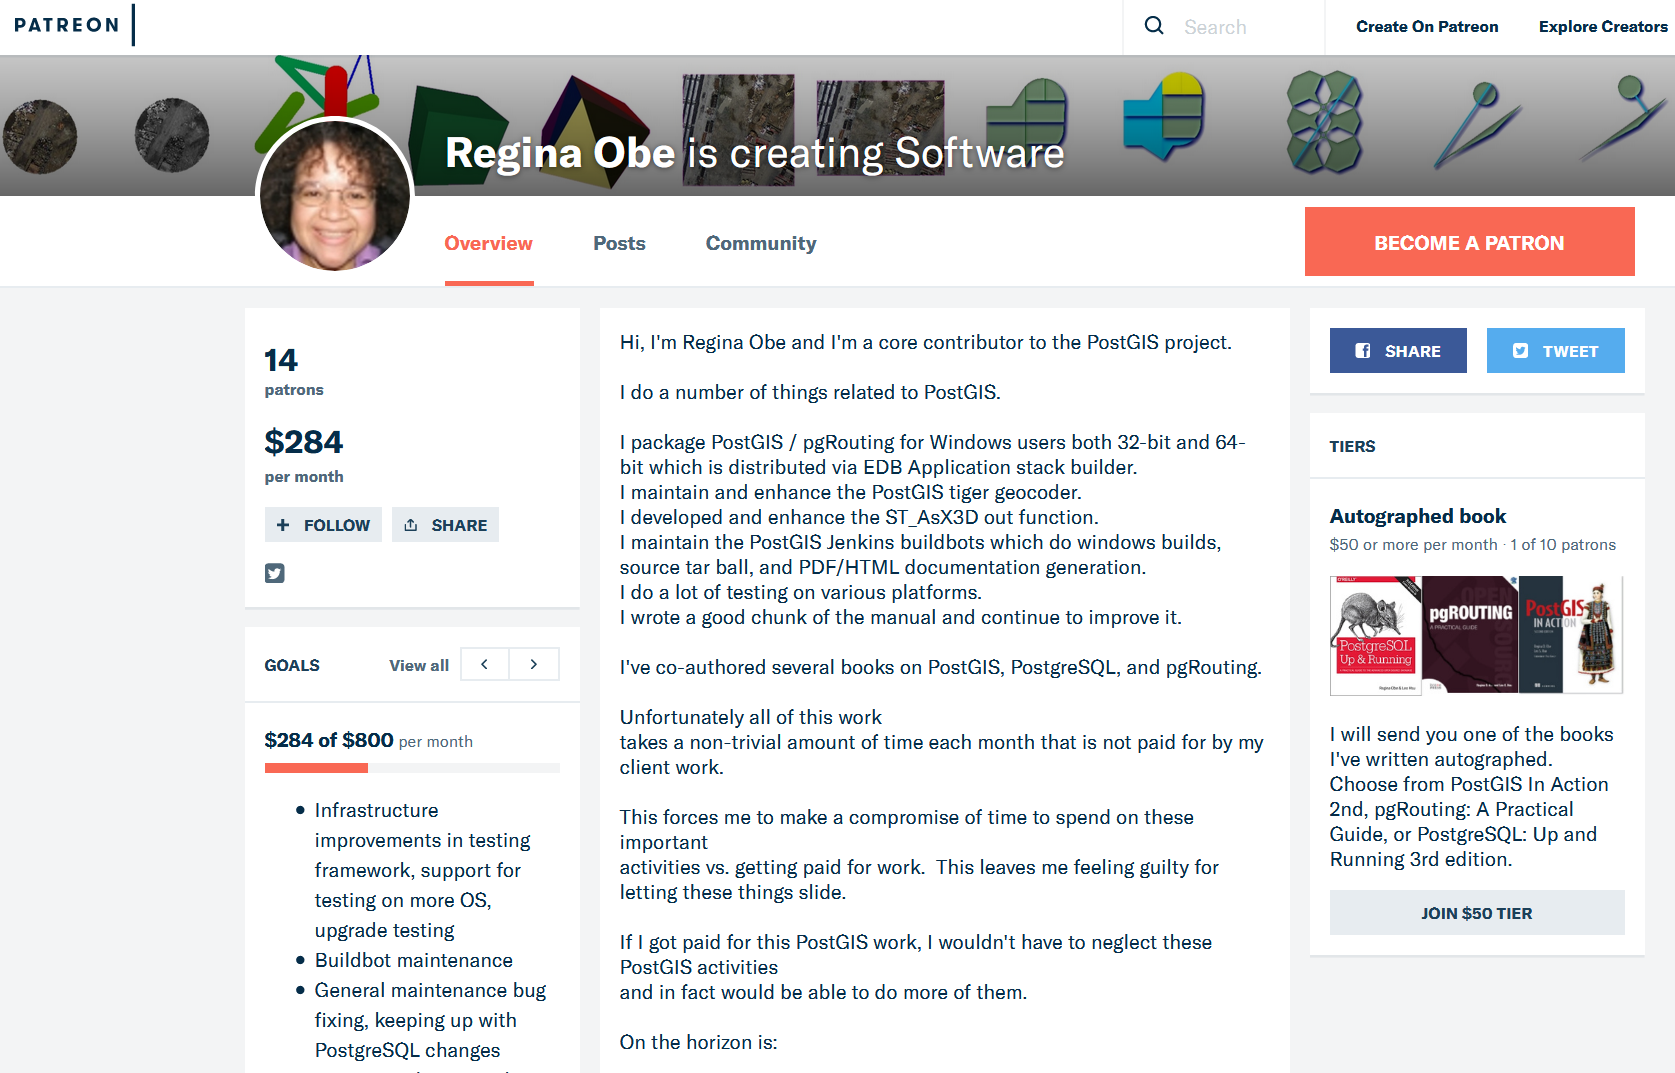 PATREON
Search
Create On Patreon
Explore Creators
Regina Obe is creating Software
Overview
Posts
Community
BECOME A PATRON
14
patrons
$284
per month
FOLLOW
SHARE
GOALS
View all
$284 of $800 per month
Infrastructure
improvements in testing
framework, support for
testing on more OS,
upgrade testing
Buildbot maintenance
General maintenance bug
fixing, keeping up with
PostgreSQL changes
Hi, I'm Regina Obe and I'm a core contributor to the PostGIS project.
I do a number of things related to PostGIS.
I package PostGIS / pgRouting for Windows users both 32-bit and 64-
bit which is distributed via EDB Application stack builder.
I maintain and enhance the PostGIS tiger geocoder.
I developed and enhance the ST_AsX3D out function.
I maintain the PostGIS Jenkins buildbots which do windows builds,
source tar ball, and PDF/HTML documentation generation.
I do a lot of testing on various platforms.
I wrote a good chunk of the manual and continue to improve it.
I've co-authored several books on PostGIS, PostgreSQL, and pgRouting.
Unfortunately all of this work
takes a non-trivial amount of time each month that is not paid for by my
client work.
This forces me to make a compromise of time to spend on these
important
activities vs. getting paid for work.  This leaves me feeling guilty for
letting these things slide.
If I got paid for this PostGIS work, I wouldn't have to neglect these
PostGIS activities
and in fact would be able to do more of them.
On the horizon is:
SHARE
TWEET
TIERS
Autographed book
$50 or more per month · 1 of 10 patrons
O'REILLY
PostgreSQL
Up & Running
OPEN
SOURCE
pgROUTING
A PRACTICAL GUIDE
PostGIS
IN ACTION
I will send you one of the books
I've written autographed.
Choose from PostGIS In Action
2nd, pgRouting: A Practical
Guide, or PostgreSQL: Up and
Running 3rd edition.
JOIN $50 TIER